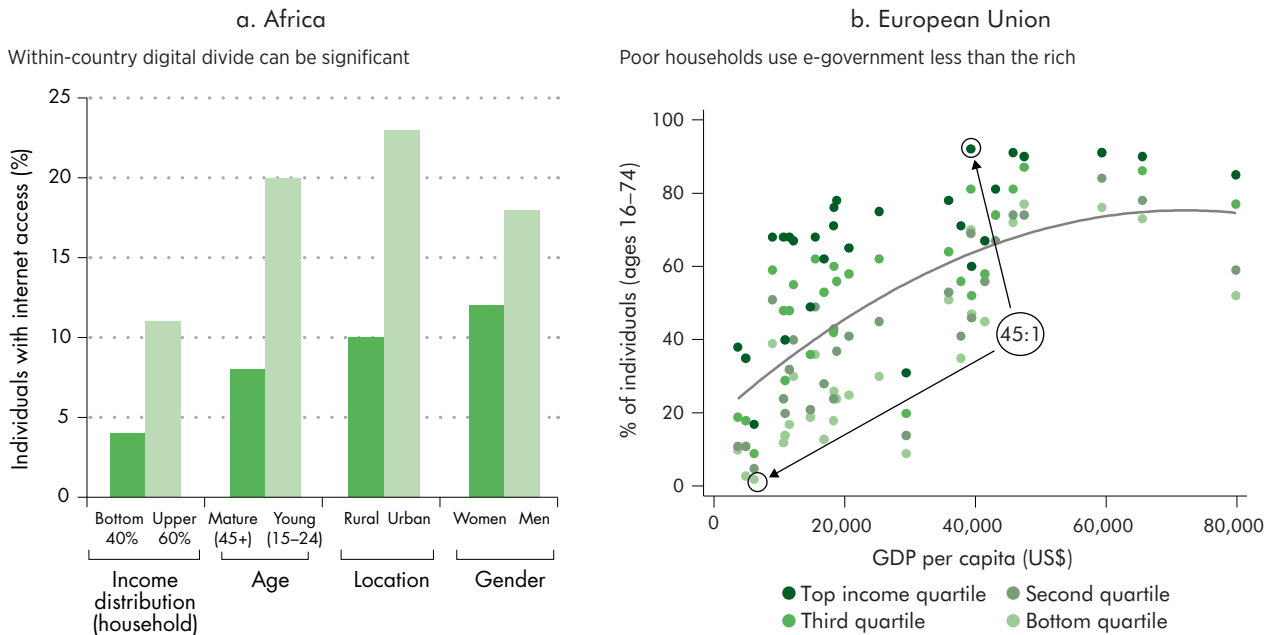 a. Africa
Within-country digital divide can be significant
Individuals with internet access (%)
25
20
15
10
5
0
Bottom 40%
Upper 60%
Mature (45+)
Young (15–24)
Rural
Urban
Women
Men
Income distribution (household)
Age
Location
Gender
b. European Union
Poor households use e-government less than the rich
% of individuals (ages 16–74)
100
80
60
40
20
0
45:1
0
20,000
40,000
60,000
80,000
GDP per capita (US$)
Top income quartile
Second quartile
Third quartile
Bottom quartile